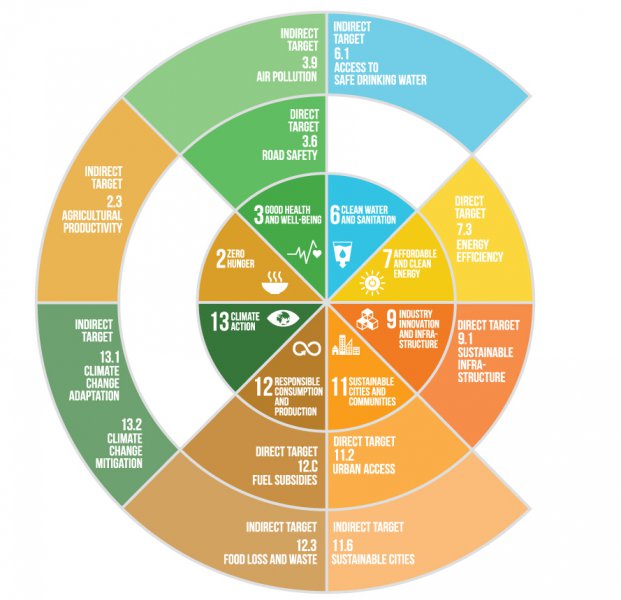 INDIRECT
TARGET
3.9
AIR POLLUTION
INDIRECT
TARGET
6.1
ACCESS TO
SAFE DRINKING WATER
DIRECT
TARGET
3.6
ROAD SAFETY
INDIRECT
TARGET
2.3
AGRICULTURAL
PRODUCTIVITY
DIRECT
TARGET
7.3
ENERGY
EFFICIENCY
3 GOOD HEALTH
AND WELL-BEING
6 CLEAN WATER
AND SANITATION
2 ZERO
HUNGER
7 AFFORDABLE
AND CLEAN
ENERGY
13 CLIMATE
ACTION
9 INDUSTRY
INNOVATION
AND INFRA-
STRUCTURE
12 RESPONSIBLE
CONSUMPTION
AND
PRODUCTION
11 SUSTAINABLE
CITIES AND
COMMUNITIES
INDIRECT
TARGET
13.1
CLIMATE
CHANGE
ADAPTATION
13.2
CLIMATE
CHANGE
MITIGATION
DIRECT TARGET
9.1
SUSTAINABLE
INFRA-
STRUCTURE
DIRECT TARGET
12.C
FUEL SUBSIDIES
DIRECT TARGET
11.2
URBAN ACCESS
INDIRECT TARGET
12.3
FOOD LOSS AND WASTE
INDIRECT TARGET
11.6
SUSTAINABLE CITIES